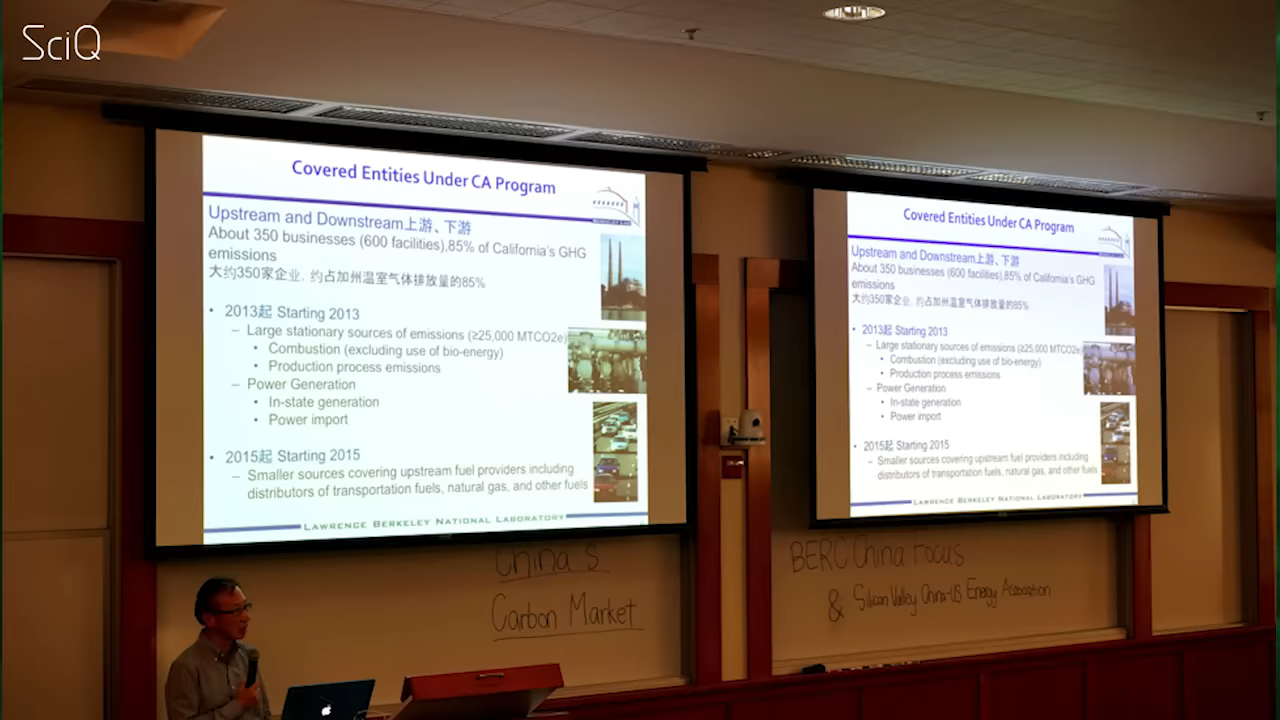 SciQ
Covered Entities Under CA Program
BERKELEY LAB
Upstream and Downstream上游、下游
About 350 businesses (600 facilities),85% of California's GHG
emissions
大约350家企业，约占加州温室气体排放量的85%
• 2013起 Starting 2013
– Large stationary sources of emissions (≥25,000 MTCO2e)
• Combustion (excluding use of bio-energy)
• Production process emissions
– Power Generation
• In-state generation
• Power import
• 2015起 Starting 2015
– Smaller sources covering upstream fuel providers including
distributors of transportation fuels, natural gas, and other fuels
LAWRENCE BERKELEY NATIONAL LABORATORY
Covered Entities Under CA Program
Upstream and Downstream上游、下游
About 350 businesses (600 facilities),85% of California's GHG
emissions
大约350家企业，约占加州温室气体排放量的85%
• 2013起 Starting 2013
– Large stationary sources of emissions (≥25,000 MTCO2e)
• Combustion (excluding use of bio-energy)
• Production process emissions
– Power Generation
• In-state generation
• Power import
• 2015起 Starting 2015
– Smaller sources covering upstream fuel providers including
distributors of transportation fuels, natural gas, and other fuels
LAWRENCE BERKELEY NATIONAL LABORATORY
China's
Carbon Market
BERC China Focus
& Silicon Valley China-US Energy Association